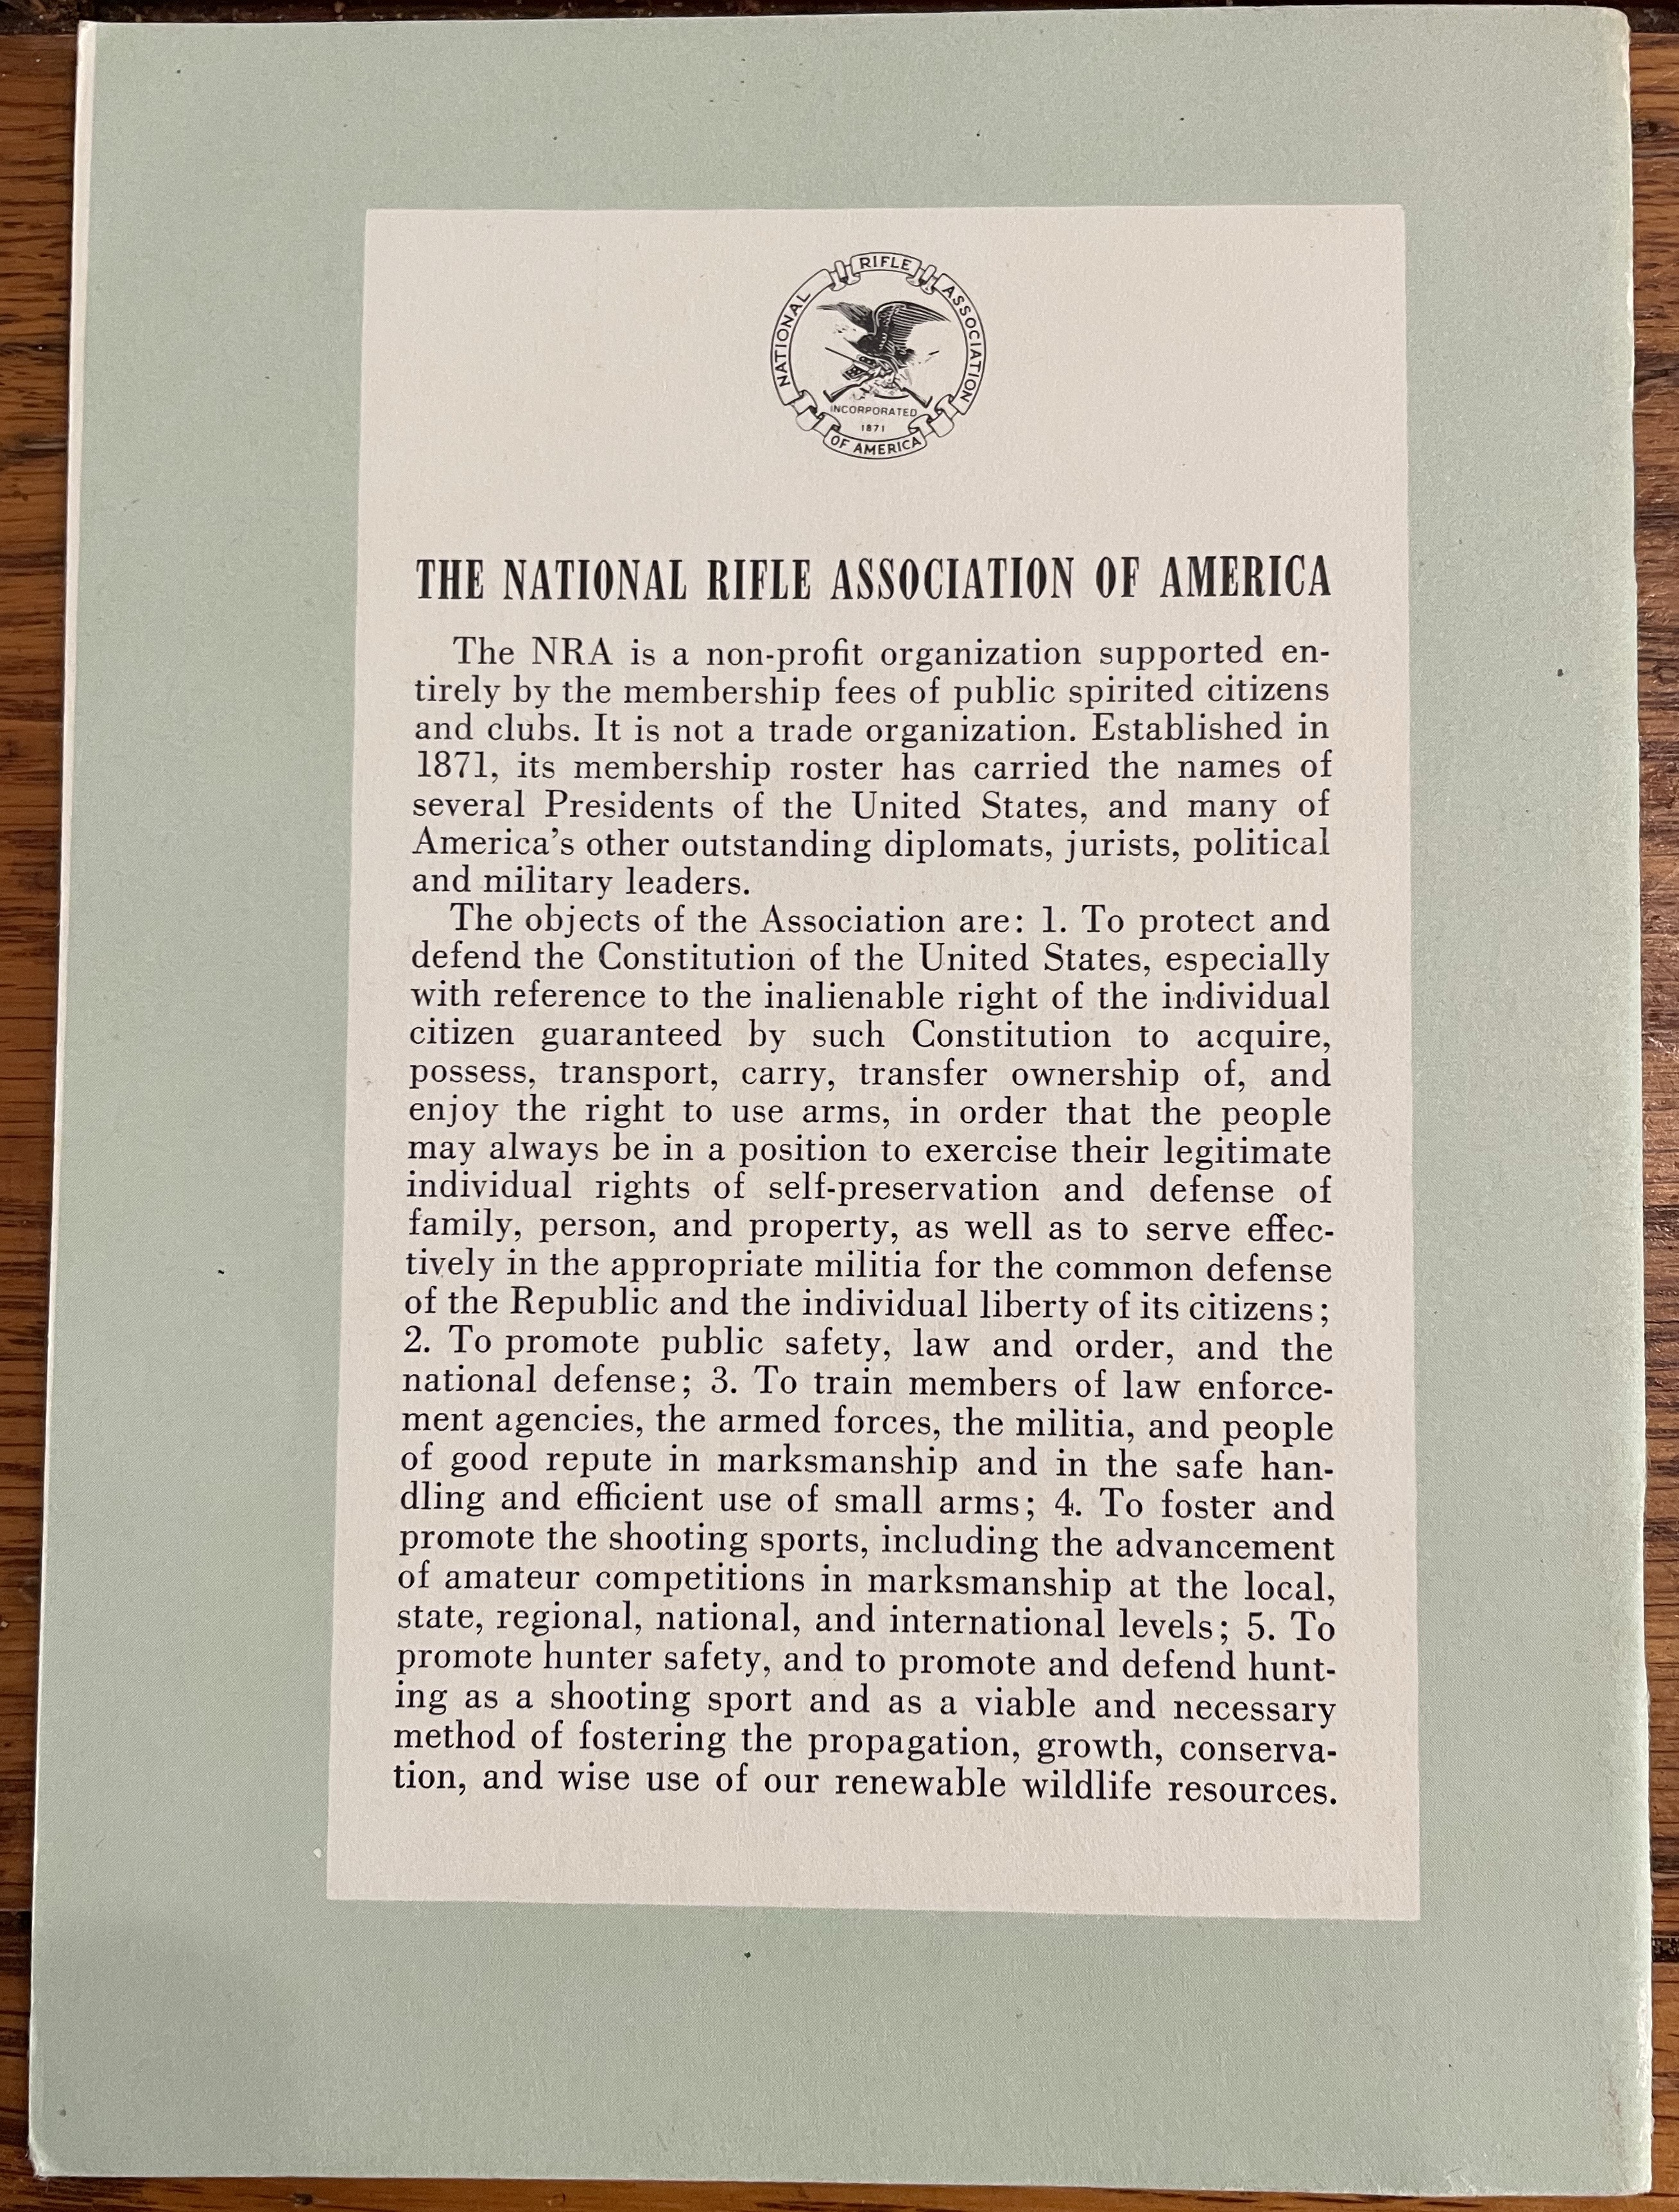 NATIONAL RIFLE ASSOCIATION
INCORPORATED
1871
OF AMERICA
THE NATIONAL RIFLE ASSOCIATION OF AMERICA
The NRA is a non-profit organization supported en-
tirely by the membership fees of public spirited citizens
and clubs. It is not a trade organization. Established in
1871, its membership roster has carried the names of
several Presidents of the United States, and many of
America's other outstanding diplomats, jurists, political
and military leaders.
The objects of the Association are: 1. To protect and
defend the Constitution of the United States, especially
with reference to the inalienable right of the individual
citizen guaranteed by such Constitution to acquire,
possess, transport, carry, transfer ownership of, and
enjoy the right to use arms, in order that the people
may always be in a position to exercise their legitimate
individual rights of self-preservation and defense of
family, person, and property, as well as to serve effec-
tively in the appropriate militia for the common defense
of the Republic and the individual liberty of its citizens;
2. To promote public safety, law and order, and the
national defense; 3. To train members of law enforce-
ment agencies, the armed forces, the militia, and people
of good repute in marksmanship and in the safe han-
dling and efficient use of small arms; 4. To foster and
promote the shooting sports, including the advancement
of amateur competitions in marksmanship at the local,
state, regional, national, and international levels; 5. To
promote hunter safety, and to promote and defend hunt-
ing as a shooting sport and as a viable and necessary
method of fostering the propagation, growth, conserva-
tion, and wise use of our renewable wildlife resources.